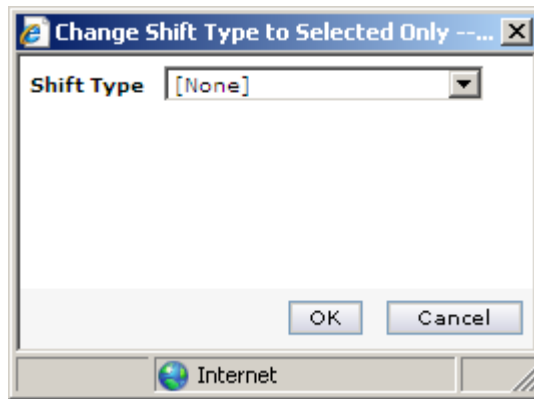 Change Shift Type to Selected Only --...
Shift Type [None]
OK Cancel
Internet